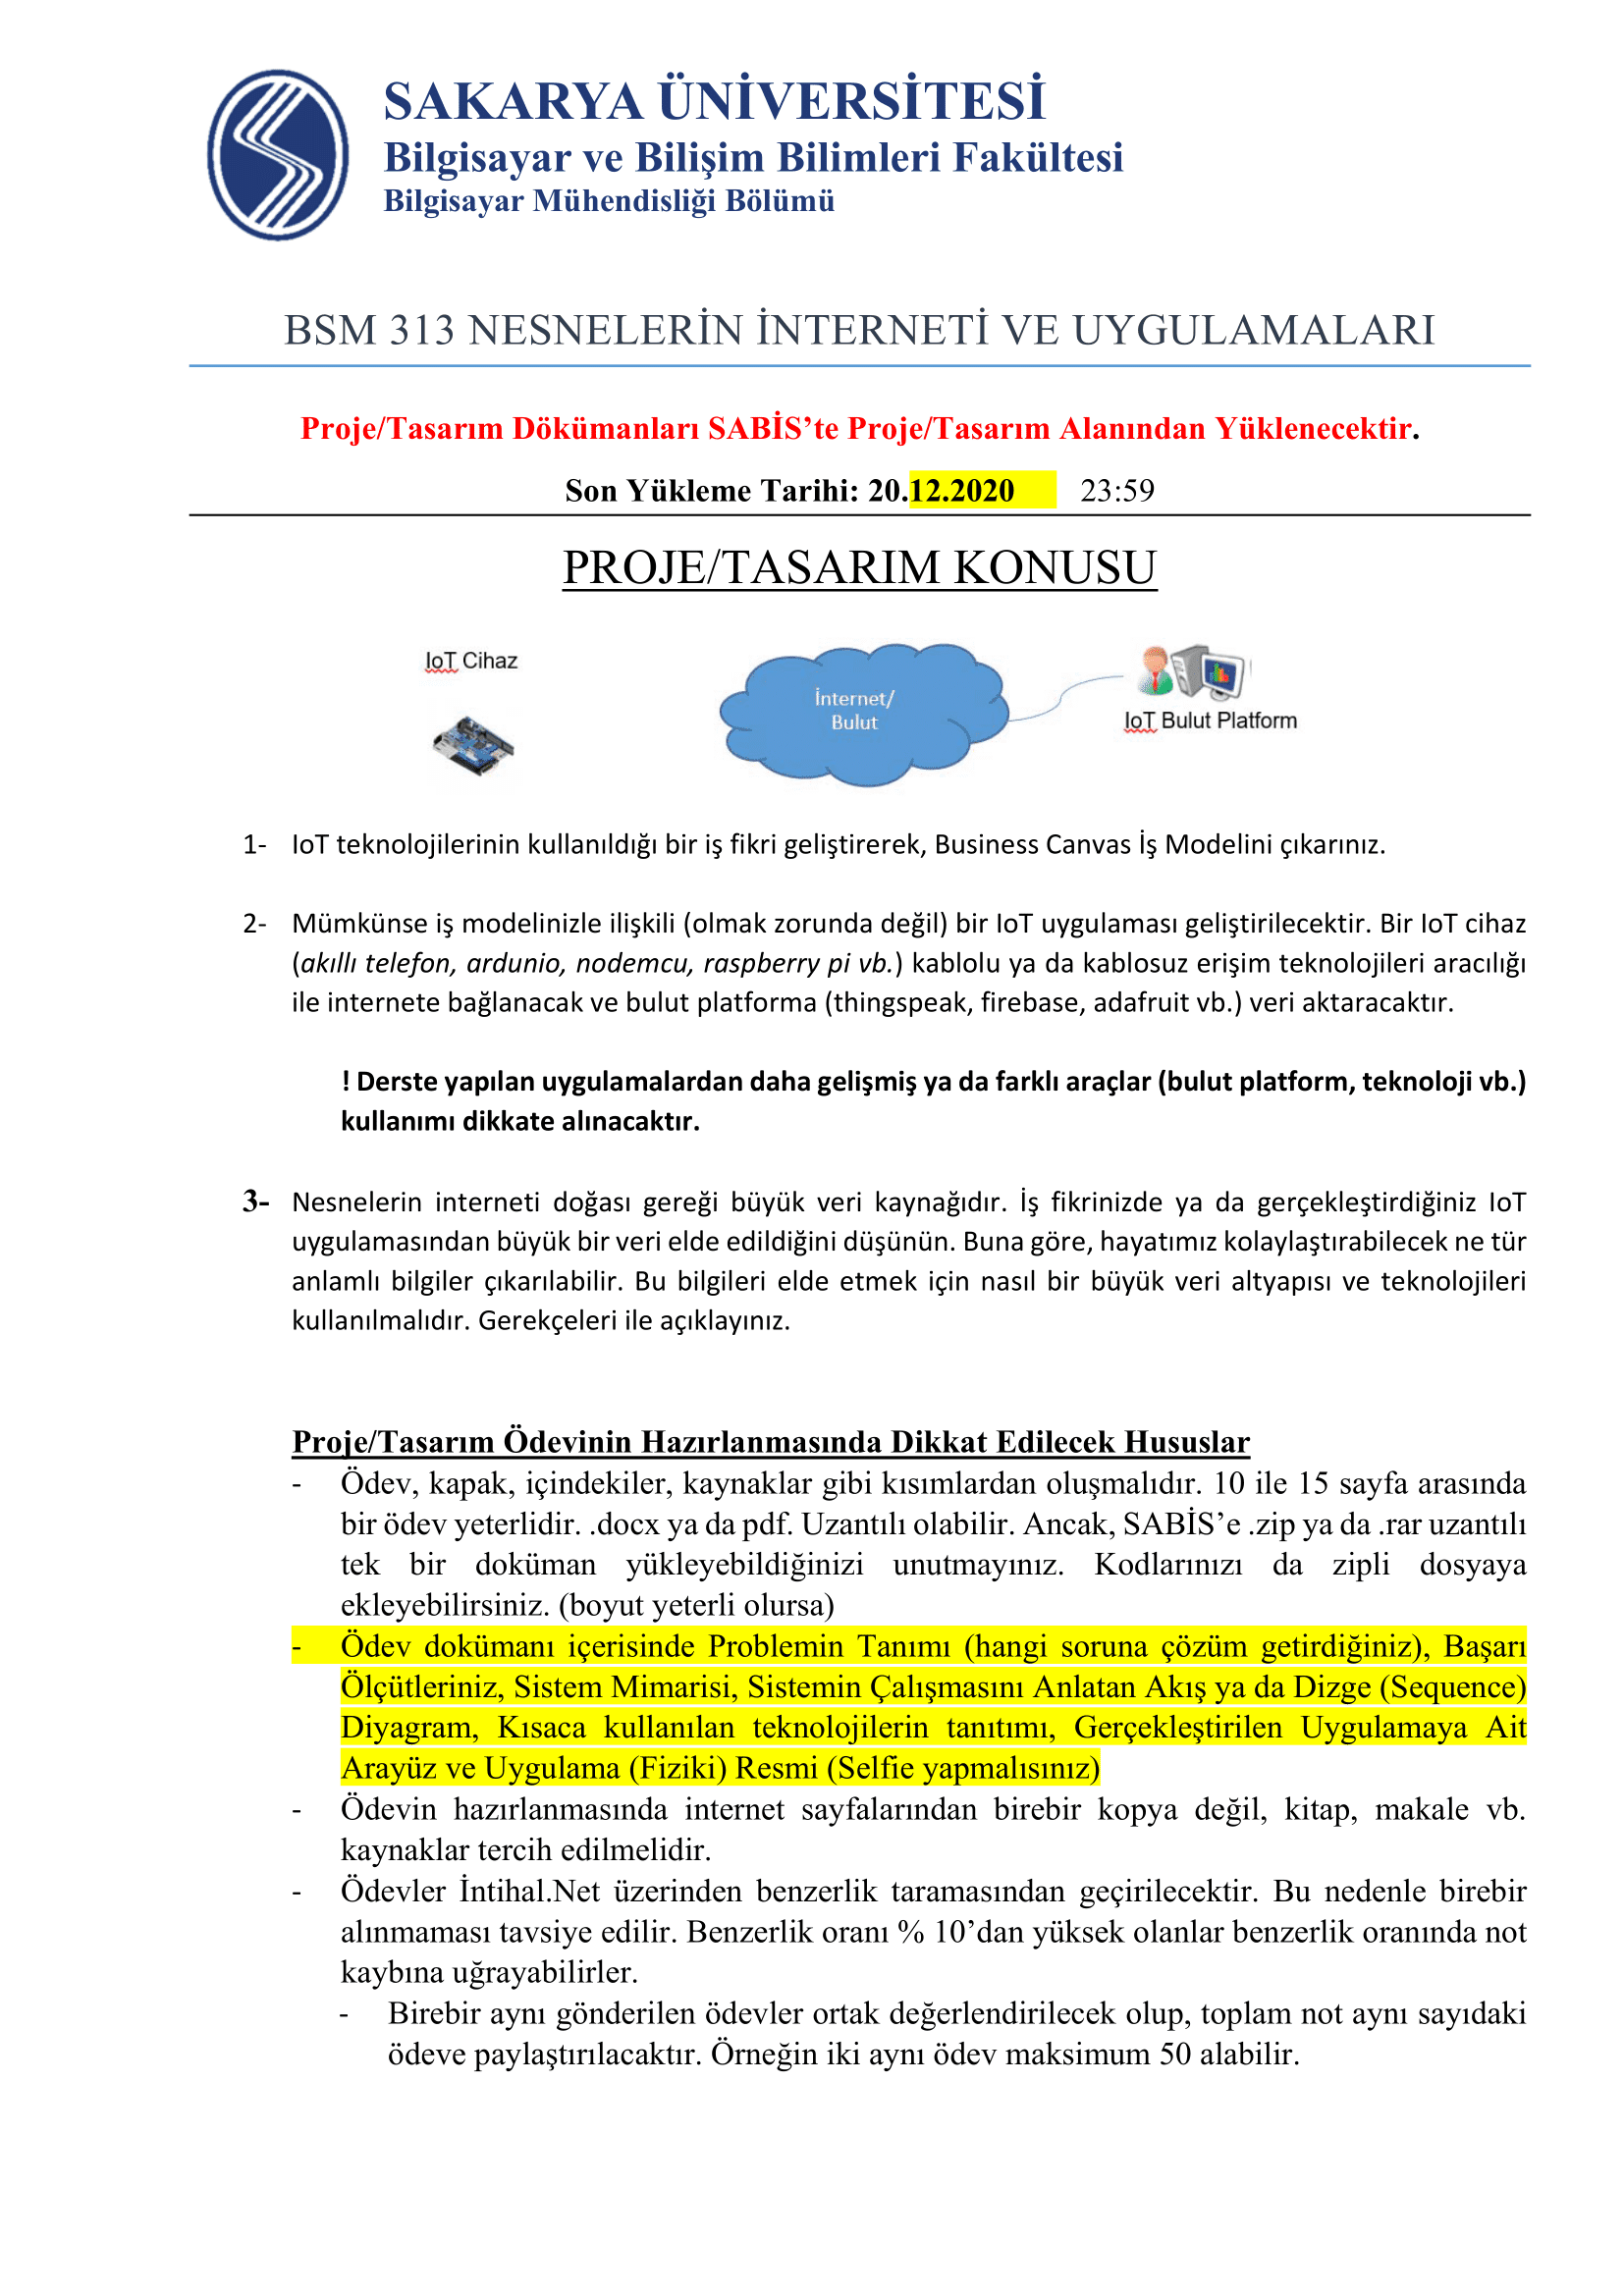 SAKARYA ÜNİVERSİTESİ
Bilgisayar ve Bilişim Bilimleri Fakültesi
Bilgisayar Mühendisliği Bölümü
BSM 313 NESNELERİN İNTERNETİ VE UYGULAMALARI
Proje/Tasarım Dökümanları SABİS’te Proje/Tasarım Alanından Yüklenecektir.
Son Yükleme Tarihi: 20.12.2020 23:59
PROJE/TASARIM KONUSU
IoT Cihaz
İnternet/
Bulut
IoT Bulut Platform
1- IoT teknolojilerinin kullanıldığı bir iş fikri geliştirerek, Business Canvas İş Modelini çıkarınız.
2- Mümkünse iş modelinizle ilişkili (olmak zorunda değil) bir IoT uygulaması geliştirilecektir. Bir IoT cihaz
(akıllı telefon, ardunio, nodemcu, raspberry pi vb.) kablolu ya da kablosuz erişim teknolojileri aracılığı
ile internete bağlanacak ve bulut platforma (thingspeak, firebase, adafruit vb.) veri aktaracaktır.
! Derste yapılan uygulamalardan daha gelişmiş ya da farklı araçlar (bulut platform, teknoloji vb.)
kullanımı dikkate alınacaktır.
3- Nesnelerin interneti doğası gereği büyük veri kaynağıdır. İş fikrinizde ya da gerçekleştirdiğiniz IoT
uygulamasından büyük bir veri elde edildiğini düşünün. Buna göre, hayatımız kolaylaştırabilecek ne tür
anlamlı bilgiler çıkarılabilir. Bu bilgileri elde etmek için nasıl bir büyük veri altyapısı ve teknolojileri
kullanılmalıdır. Gerekçeleri ile açıklayınız.
Proje/Tasarım Ödevinin Hazırlanmasında Dikkat Edilecek Hususlar
- Ödev, kapak, içindekiler, kaynaklar gibi kısımlardan oluşmalıdır. 10 ile 15 sayfa arasında
bir ödev yeterlidir. .docx ya da pdf. Uzantılı olabilir. Ancak, SABİS’e .zip ya da .rar uzantılı
tek bir doküman yükleyebildiğinizi unutmayınız. Kodlarınızı da zipli dosyaya
ekleyebilirsiniz. (boyut yeterli olursa)
- Ödev dokümanı içerisinde Problemin Tanımı (hangi soruna çözüm getirdiğiniz), Başarı
Ölçütleriniz, Sistem Mimarisi, Sistemin Çalışmasını Anlatan Akış ya da Dizge (Sequence)
Diyagram, Kısaca kullanılan teknolojilerin tanıtımı, Gerçekleştirilen Uygulamaya Ait
Arayüz ve Uygulama (Fiziki) Resmi (Selfie yapmalısınız)
- Ödevin hazırlanmasında internet sayfalarından birebir kopya değil, kitap, makale vb.
kaynaklar tercih edilmelidir.
- Ödevler İntihal.Net üzerinden benzerlik taramasından geçirilecektir. Bu nedenle birebir
alınmaması tavsiye edilir. Benzerlik oranı % 10’dan yüksek olanlar benzerlik oranında not
kaybına uğrayabilirler.
- Birebir aynı gönderilen ödevler ortak değerlendirilecek olup, toplam not aynı sayıdaki
ödeve paylaştırılacaktır. Örneğin iki aynı ödev maksimum 50 alabilir.